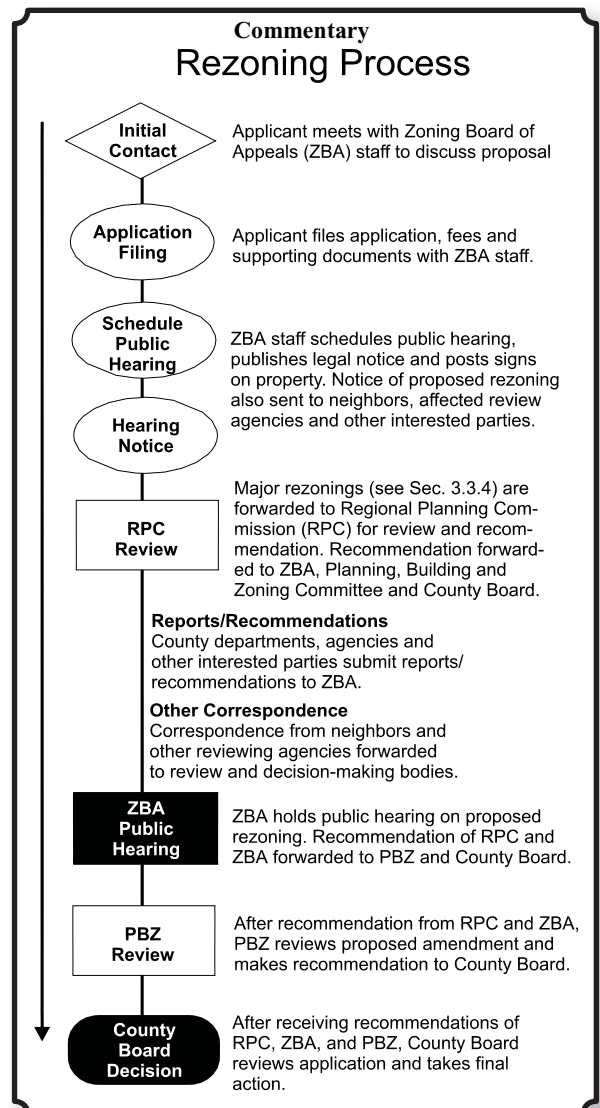 Commentary
Rezoning Process
Initial
Contact
Applicant meets with Zoning Board of
Appeals (ZBA) staff to discuss proposal
Application
Filing
Applicant files application, fees and
supporting documents with ZBA staff.
Schedule
Public
Hearing
ZBA staff schedules public hearing,
publishes legal notice and posts signs
on property. Notice of proposed rezoning
also sent to neighbors, affected review
agencies and other interested parties.
Hearing
Notice
RPC
Review
Major rezonings (see Sec. 3.3.4) are
forwarded to Regional Planning Com-
mission (RPC) for review and recom-
mendation. Recommendation forward-
ed to ZBA, Planning, Building and
Zoning Committee and County Board.
Reports/Recommendations
County departments, agencies and
other interested parties submit reports/
recommendations to ZBA.
Other Correspondence
Correspondence from neighbors and
other reviewing agencies forwarded
to review and decision-making bodies.
ZBA
Public
Hearing
ZBA holds public hearing on proposed
rezoning. Recommendation of RPC and
ZBA forwarded to PBZ and County Board.
PBZ
Review
After recommendation from RPC and ZBA,
PBZ reviews proposed amendment and
makes recommendation to County Board.
County
Board
Decision
After receiving recommendations of
RPC, ZBA, and PBZ, County Board
reviews application and takes final
action.